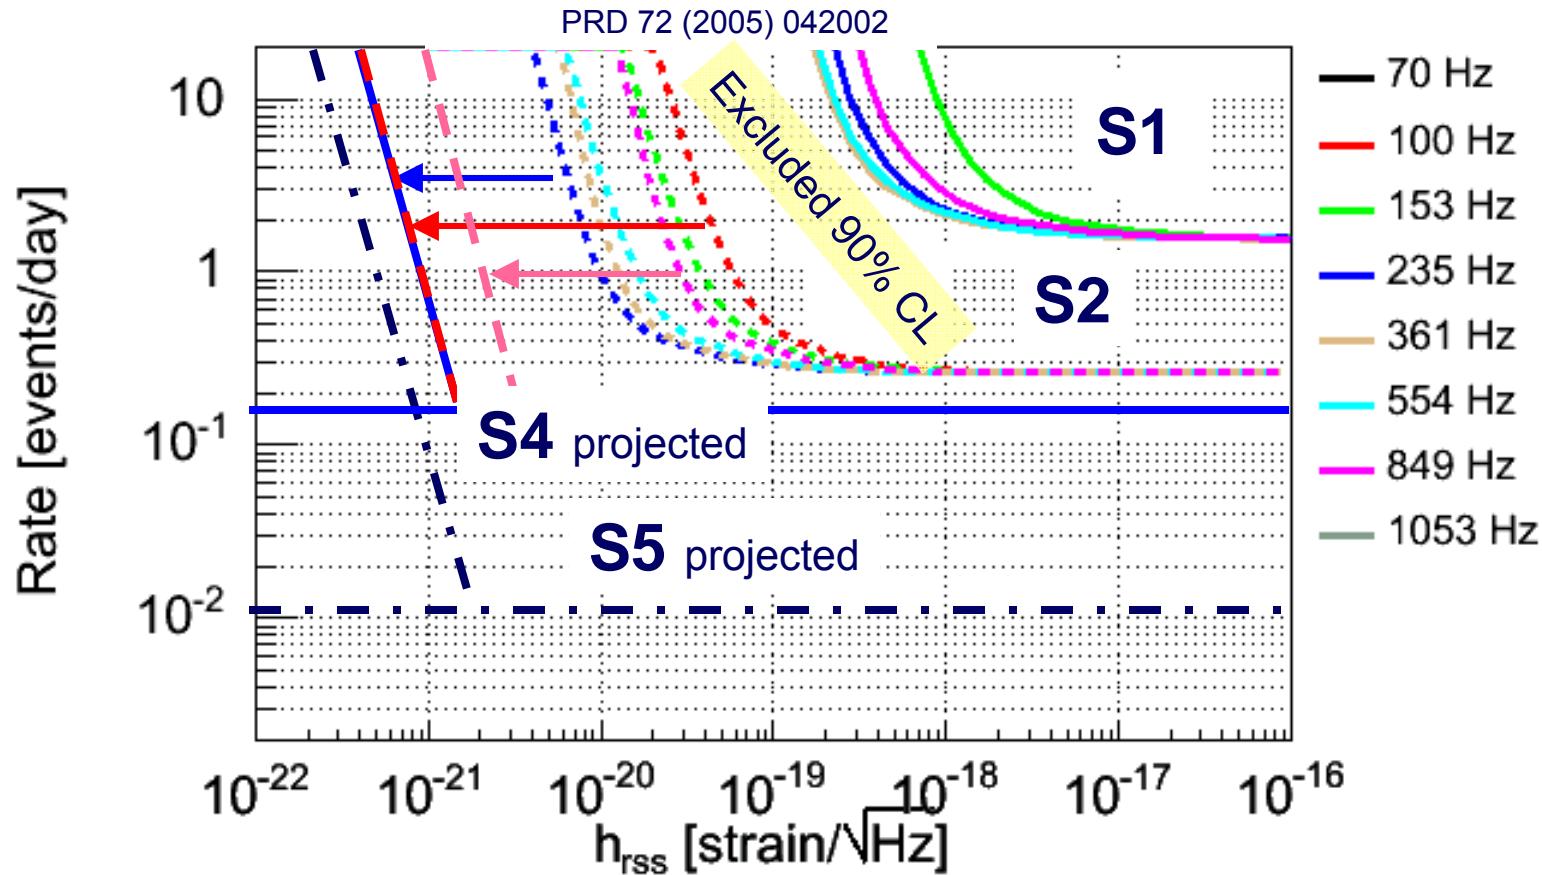 PRD 72 (2005) 042002
Rate [events/day]
10
1
10⁻¹
10⁻²
Excluded 90% CL
S1
S2
S4 projected
S5 projected
70 Hz
100 Hz
153 Hz
235 Hz
361 Hz
554 Hz
849 Hz
1053 Hz
10⁻²² 10⁻²¹ 10⁻²⁰ 10⁻¹⁹ 10⁻¹⁸ 10⁻¹⁷ 10⁻¹⁶
hrss [strain/√Hz]